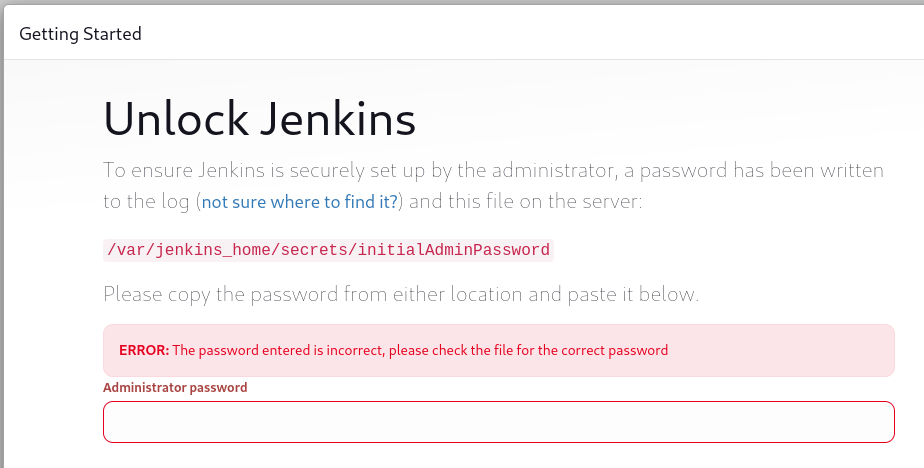 Getting Started
Unlock Jenkins
To ensure Jenkins is securely set up by the administrator, a password has been written
to the log (not sure where to find it?) and this file on the server:
/var/jenkins_home/secrets/initialAdminPassword
Please copy the password from either location and paste it below.
ERROR: The password entered is incorrect, please check the file for the correct password
Administrator password